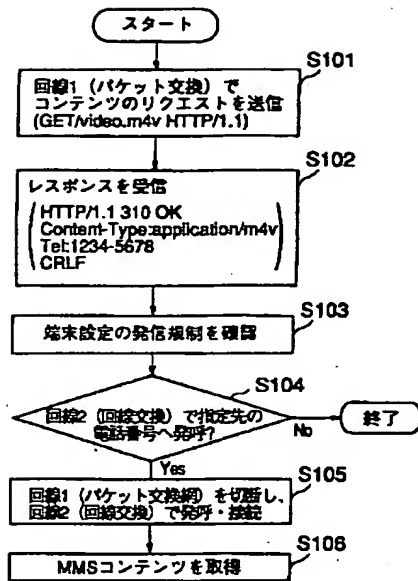 スタート
S101
回線1（パケット交換）で
コンテンツのリクエストを送信
(GET/video.m4v HTTP/1.1)
S102
レスポンスを受信
HTTP/1.1 310 OK
Content-Type:application/m4v
Tel:1234-5678
CRLF
S103
端末設定の発信規制を確認
S104
回線2（回線交換）で指定先の
電話番号へ発呼?
No
終了
Yes
S105
回線1（パケット交換網）を切断し、
回線2（回線交換）で発呼・接続
S106
MMSコンテンツを取得